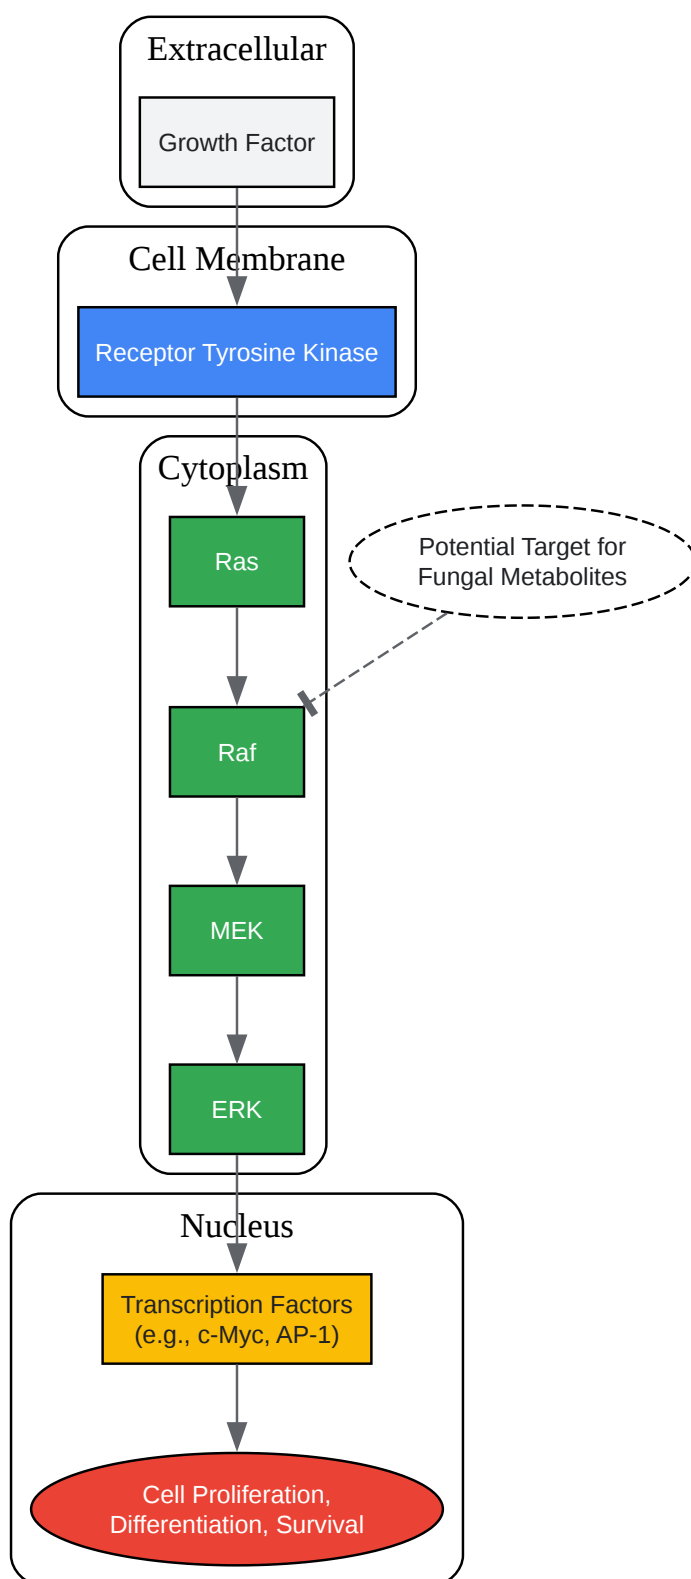 Extracellular
Growth Factor
Cell Membrane
Receptor Tyrosine Kinase
Cytoplasm
Ras
Potential Target for
Fungal Metabolites
Raf
MEK
ERK
Nucleus
Transcription Factors
(e.g., c-Myc, AP-1)
Cell Proliferation,
Differentiation, Survival